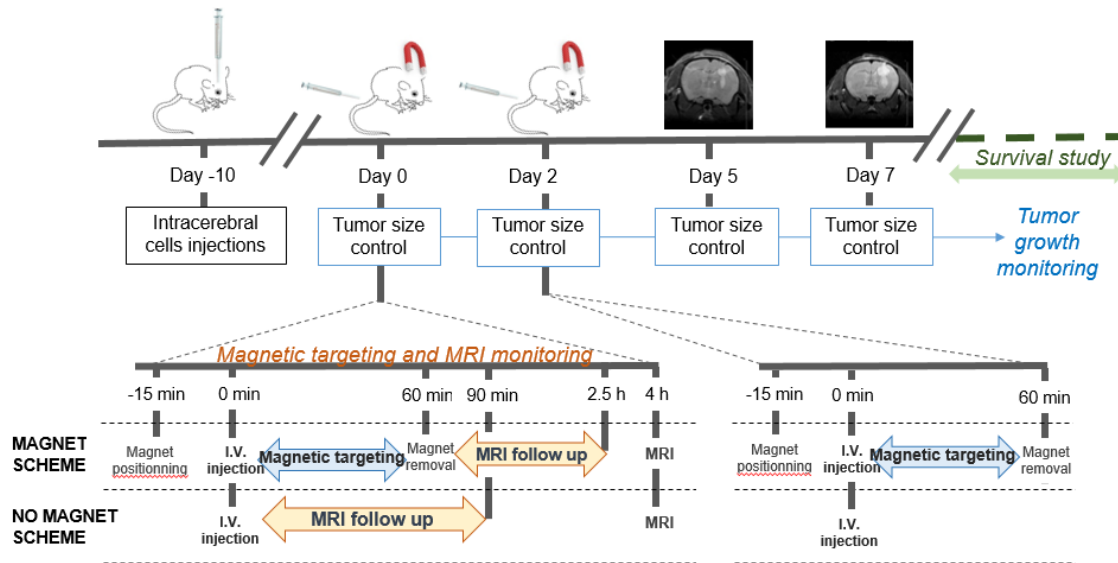 Day -10
Day 0
Day 2
Day 5
Day 7
Survival study
Intracerebral
cells injections
Tumor size
control
Tumor size
control
Tumor size
control
Tumor size
control
Tumor
growth
monitoring
Magnetic targeting and MRI monitoring
-15 min
0 min
60 min
90 min
2.5 h
4 h
-15 min
0 min
60 min
MAGNET
SCHEME
Magnet
positionning
I.V.
injection
Magnetic targeting
Magnet
removal
MRI follow up
MRI
Magnet
positionning
I.V.
injection
Magnetic targeting
Magnet
removal
NO MAGNET
SCHEME
I.V.
injection
MRI follow up
MRI
I.V.
injection